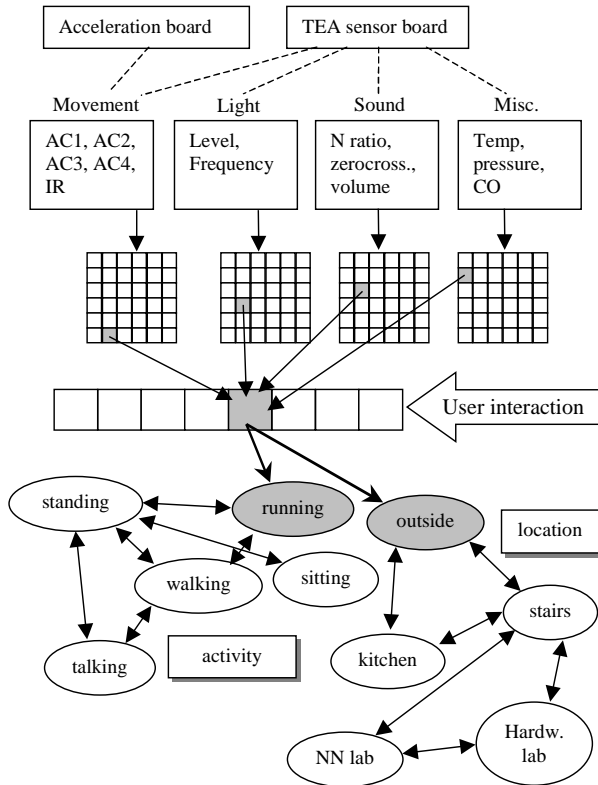 Acceleration board
TEA sensor board
Movement
Light
Sound
Misc.
AC1, AC2,
AC3, AC4,
IR
Level,
Frequency
N ratio,
zerocross.,
volume
Temp,
pressure,
CO
User interaction
standing
running
outside
location
walking
sitting
stairs
talking
activity
kitchen
NN lab
Hardw.
lab